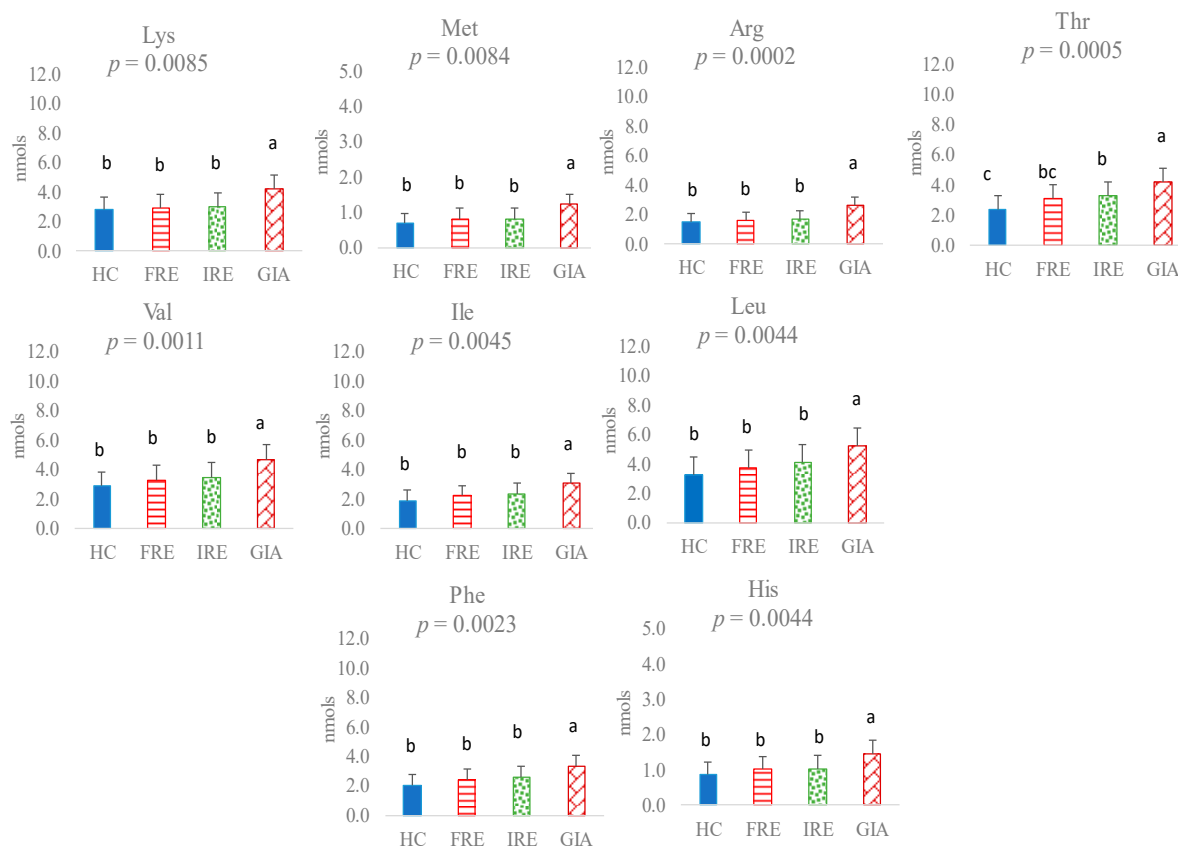 Lys
p = 0.0085
12.0
10.0
8.0
6.0
4.0
2.0
0.0
nmols
b b b a
HC FRE IRE GIA
Met
p = 0.0084
5.0
4.0
3.0
2.0
1.0
0.0
nmols
b b b a
HC FRE IRE GIA
Arg
p = 0.0002
12.0
10.0
8.0
6.0
4.0
2.0
0.0
nmols
b b b a
HC FRE IRE GIA
Thr
p = 0.0005
12.0
10.0
8.0
6.0
4.0
2.0
0.0
nmols
c bc b a
HC FRE IRE GIA
Val
p = 0.0011
12.0
10.0
8.0
6.0
4.0
2.0
0.0
nmols
b b b a
HC FRE IRE GIA
Ile
p = 0.0045
12.0
10.0
8.0
6.0
4.0
2.0
0.0
nmols
b b b a
HC FRE IRE GIA
Leu
p = 0.0044
12.0
10.0
8.0
6.0
4.0
2.0
0.0
nmols
b b b a
HC FRE IRE GIA
Phe
p = 0.0023
12.0
10.0
8.0
6.0
4.0
2.0
0.0
nmols
b b b a
HC FRE IRE GIA
His
p = 0.0044
5.0
4.0
3.0
2.0
1.0
0.0
nmols
b b b a
HC FRE IRE GIA